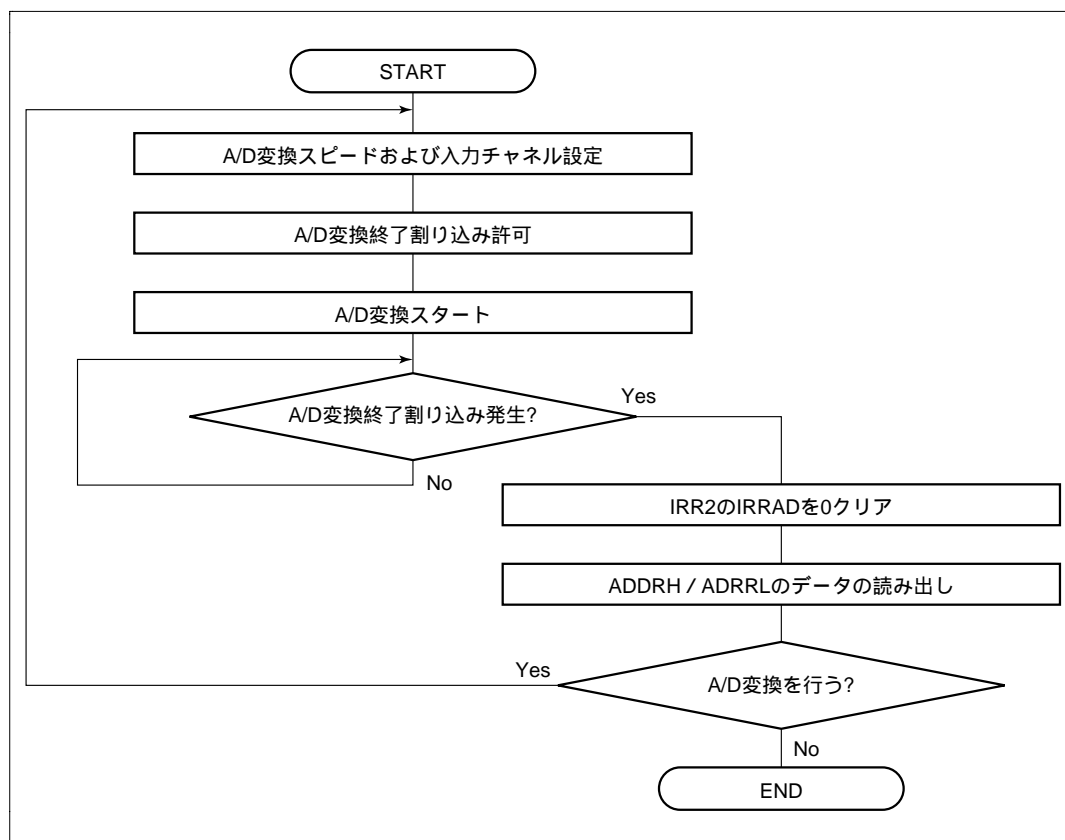 START
A/D変換スピードおよび入力チャネル設定
A/D変換終了割り込み許可
A/D変換スタート
A/D変換終了割り込み発生?
Yes
No
IRR2のIRRADを0クリア
ADDRH / ADRRLのデータの読み出し
A/D変換を行う?
Yes
No
END